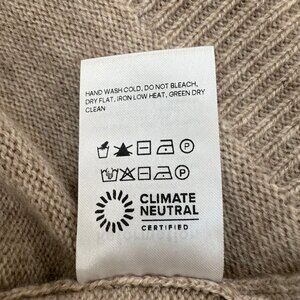 HAND WASH COLD, DO NOT BLEACH,
DRY FLAT, IRON LOW HEAT, GREEN DRY
CLEAN
P
P
CLIMATE
NEUTRAL
CERTIFIED